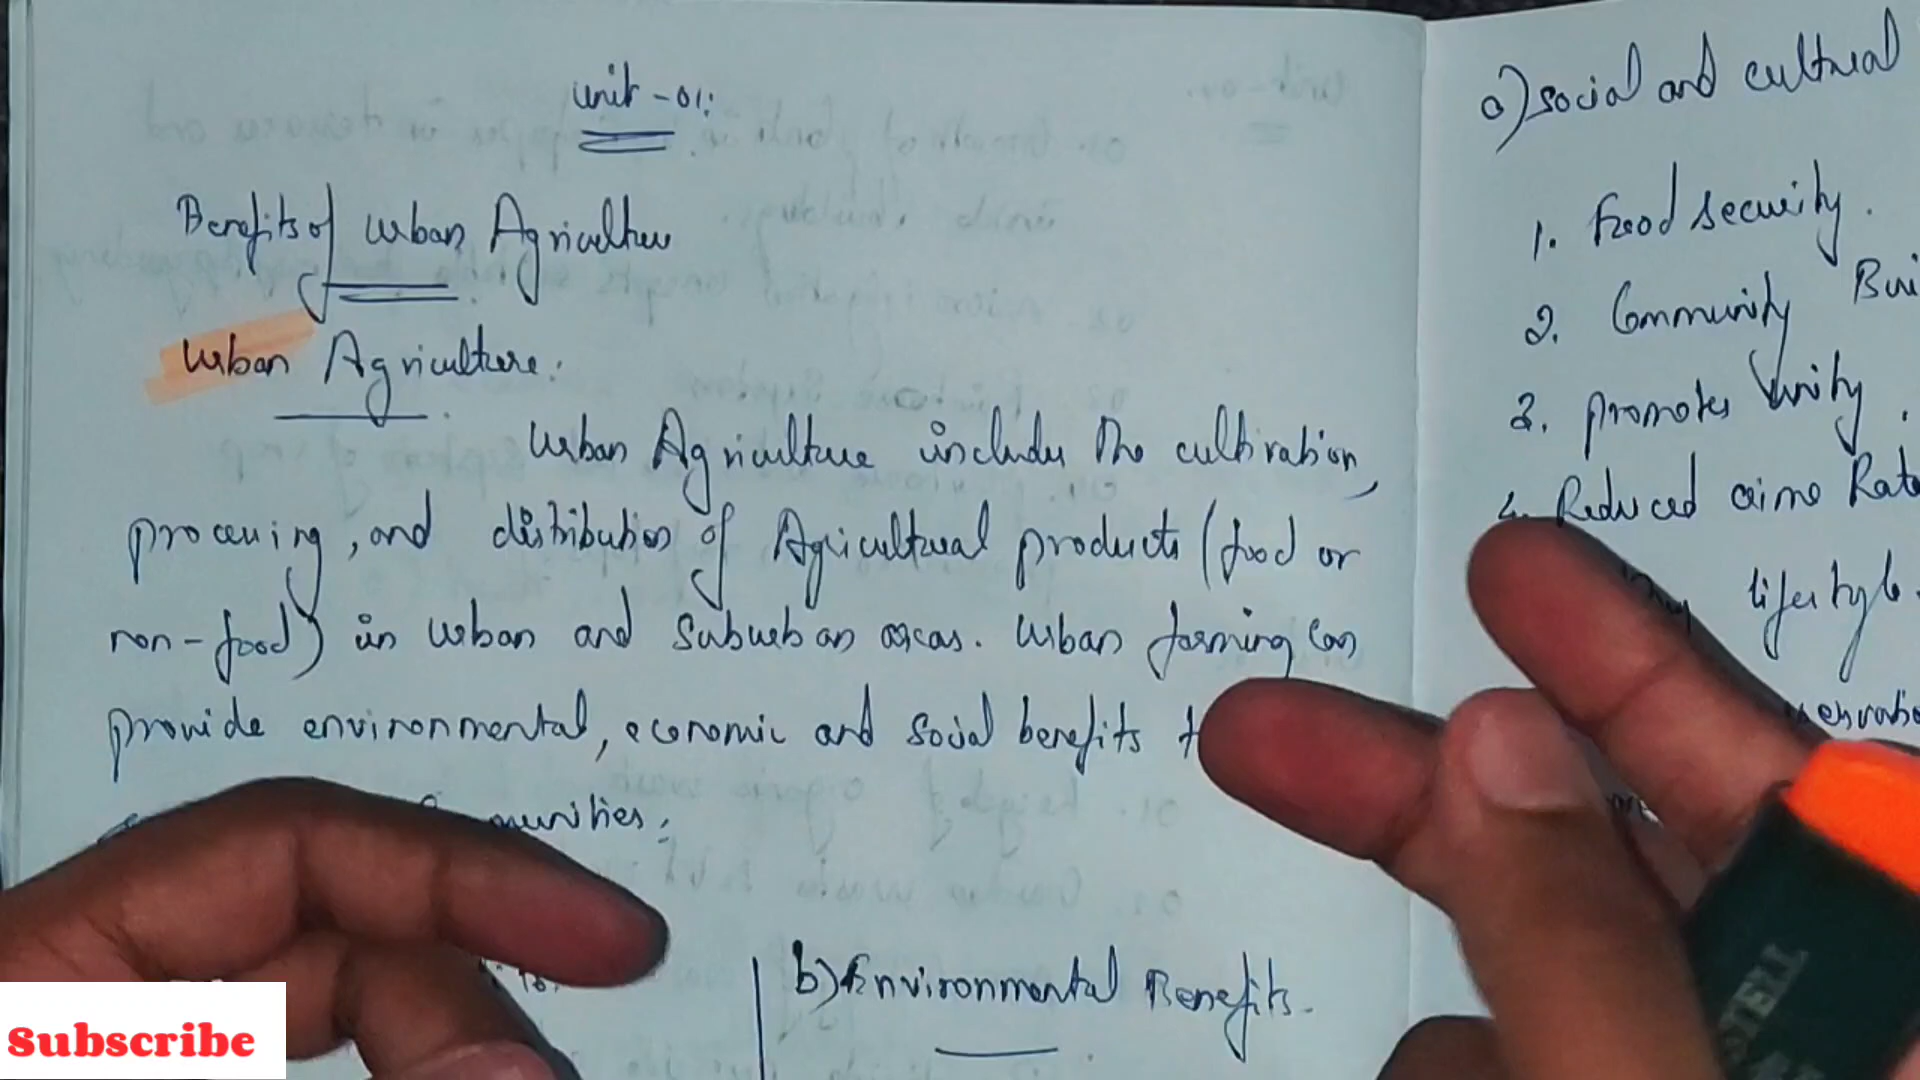 Unit - 01:
Benefits of Urban Agriculture
Urban Agriculture:
Urban Agriculture includes the cultivation,
processing, and distribution of Agricultural products (food or
non-food) in urban and suburban areas. Urban farming can
provide environmental, economic and social benefits
munities.
b) Environmental Benefits.
a) social and cultural
1. Food security.
2. Community Bui
3. promotes Unity.
4. Reduced crime Rate
lifestyle.
Subscribe